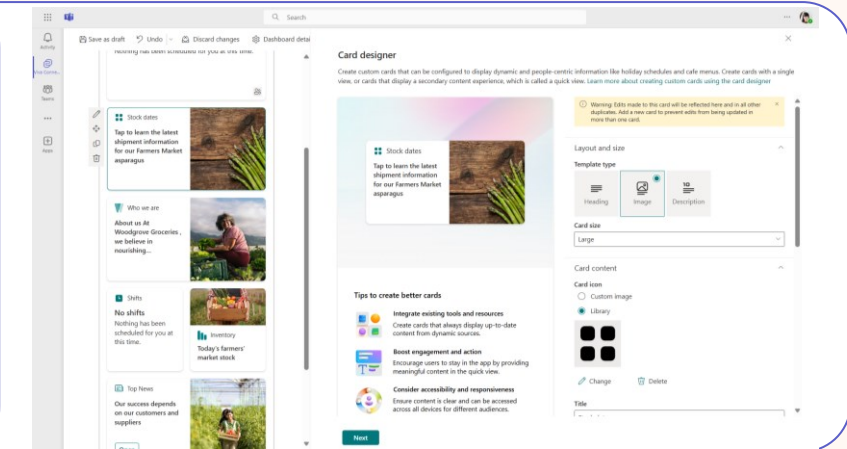 Search
Activity
Viva Conne...
Teams
Apps
Save as draft
Undo
Discard changes
Dashboard detai
Nothing has been scheduled for you at this time.
Stock dates
Tap to learn the latest
shipment information
for our Farmers Market
asparagus
Who we are
About us At
Woodgrove Groceries ,
we believe in
nourishing...
Shifts
No shifts
Nothing has been
scheduled for you at
this time.
Inventory
Today's farmers'
market stock
Top News
Our success depends
on our customers and
suppliers
Card designer
Create custom cards that can be configured to display dynamic and people-centric information like holiday schedules and cafe menus. Create cards with a single
view, or cards that display a secondary content experience, which is called a quick view. Learn more about creating custom cards using the card designer
Stock dates
Tap to learn the latest
shipment information
for our Farmers Market
asparagus
Tips to create better cards
Integrate existing tools and resources
Create cards that always display up-to-date
content from dynamic sources.
Boost engagement and action
Encourage users to stay in the app by providing
meaningful content in the quick view.
Consider accessibility and responsiveness
Ensure content is clear and can be accessed
across all devices for different audiences.
Next
Warning: Edits made to this card will be reflected here and in all other
duplicates. Add a new card to prevent edits from being updated in
more than one card.
Layout and size
Template type
Heading
Image
Description
Card size
Large
Card content
Card icon
Custom image
Library
Change
Delete
Title